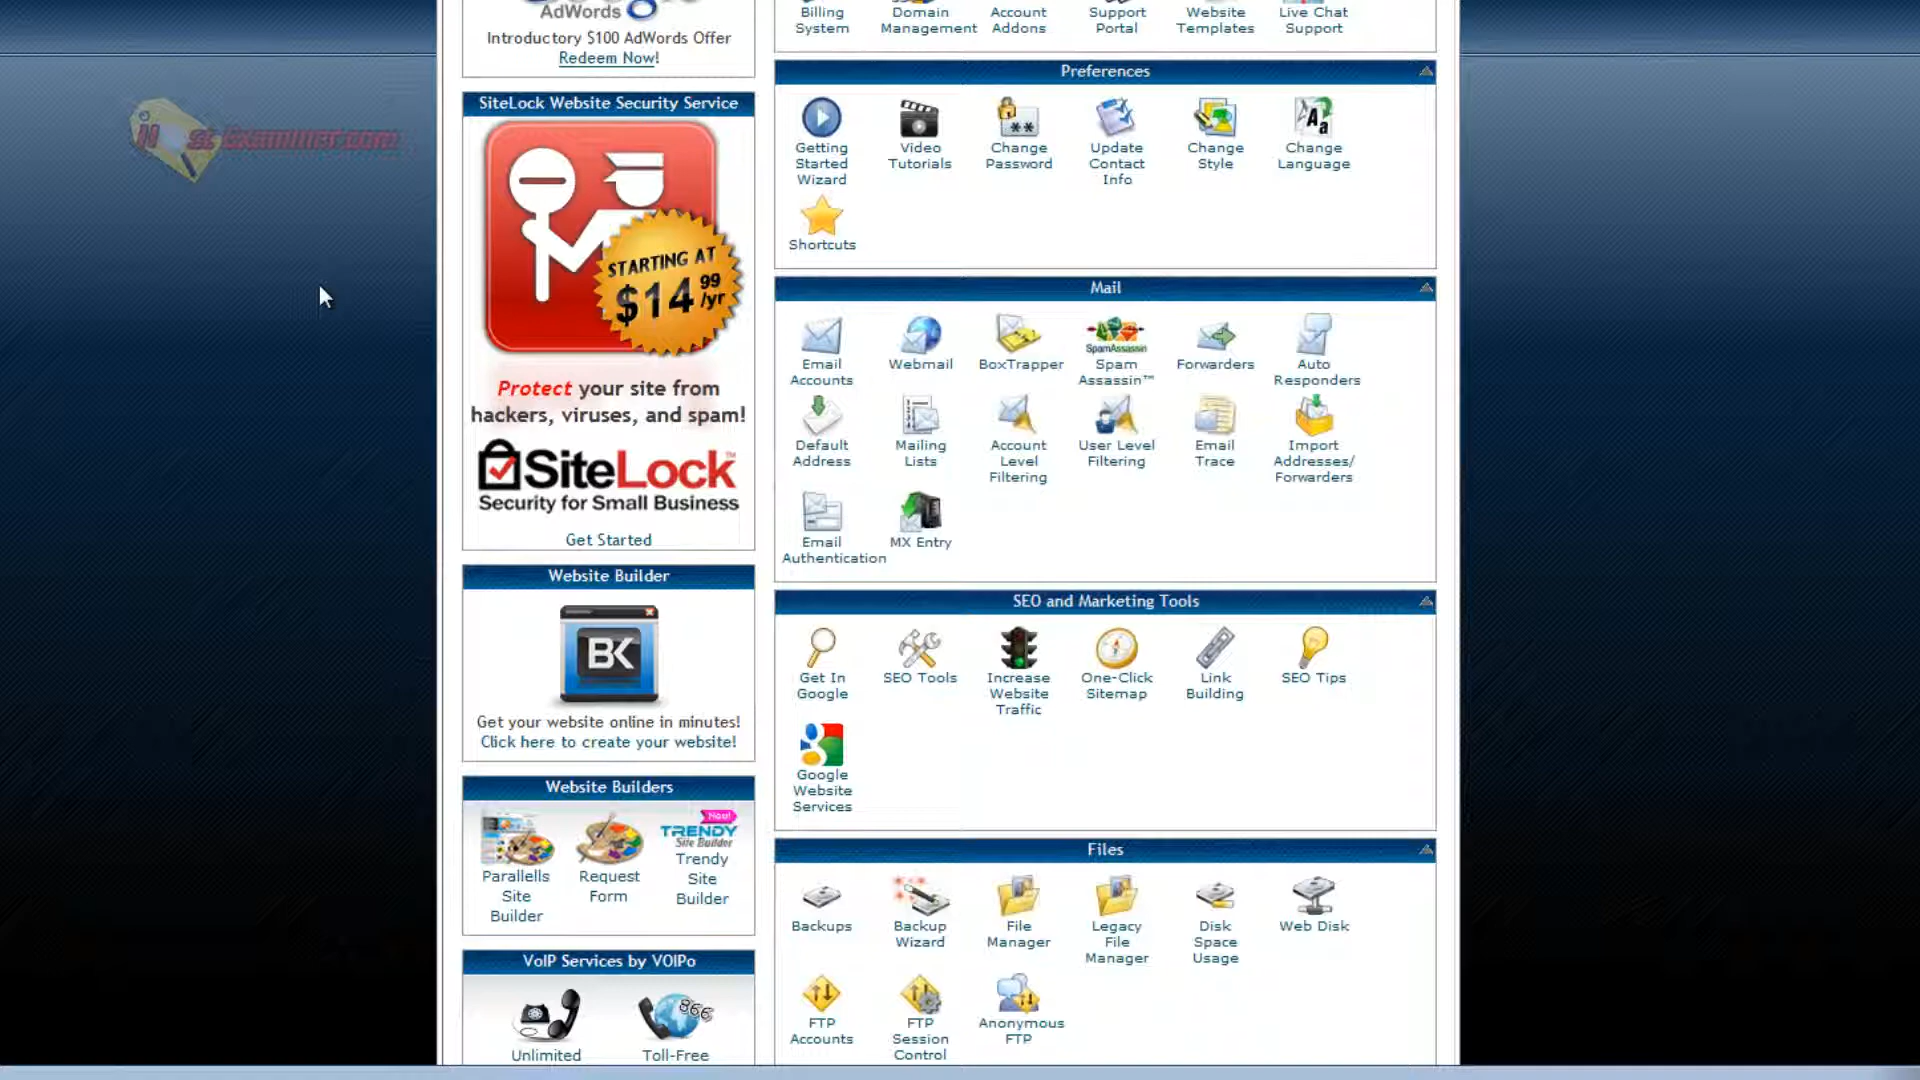 AdWords
Introductory $100 AdWords Offer
Redeem Now!
SiteLock Website Security Service
STARTING AT
$14 99 /yr
Protect your site from
hackers, viruses, and spam!
SiteLock™
Security for Small Business
Get Started
Website Builder
BK
Get your website online in minutes!
Click here to create your website!
Website Builders
New!
TRENDY
Site Builder
Parallells
Site
Builder
Request
Form
Trendy
Site
Builder
VoIP Services by VOIPo
866
Unlimited
Toll-Free
Billing
System
Domain
Management
Account
Addons
Support
Portal
Website
Templates
Live Chat
Support
Preferences
Getting
Started
Wizard
Video
Tutorials
**
Change
Password
Update
Contact
Info
Change
Style
Aa
Change
Language
Shortcuts
Mail
Email
Accounts
Webmail
BoxTrapper
SpamAssassin
Spam
Assassin™
Forwarders
Auto
Responders
Default
Address
Mailing
Lists
Account
Level
Filtering
User Level
Filtering
Email
Trace
Import
Addresses/
Forwarders
Email
Authentication
MX Entry
SEO and Marketing Tools
Get In
Google
SEO Tools
Increase
Website
Traffic
One-Click
Sitemap
Link
Building
SEO Tips
Google
Website
Services
Files
Backups
Backup
Wizard
File
Manager
Legacy
File
Manager
Disk
Space
Usage
Web Disk
FTP
Accounts
FTP
Session
Control
Anonymous
FTP
HostExaminer.com